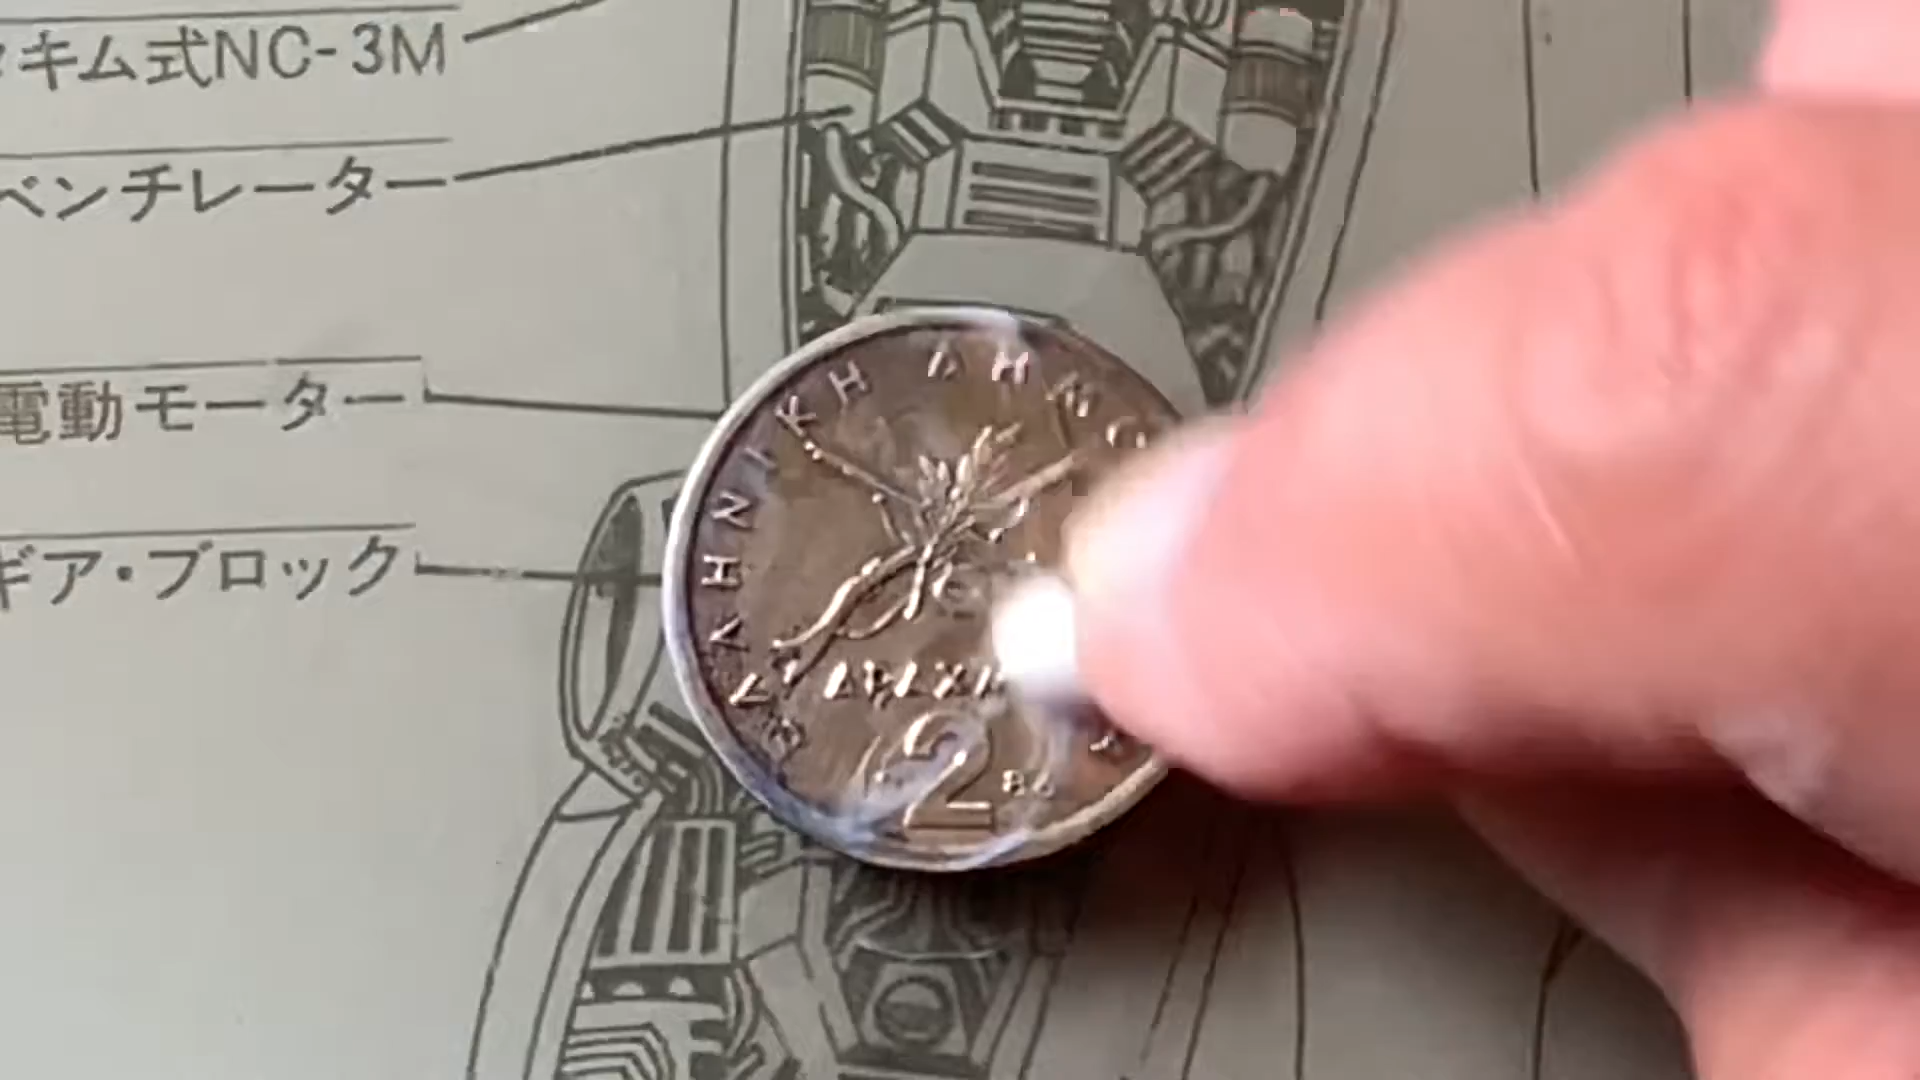 キム式NC-3M
ベンチレーター
電動モーター
ギア・ブロック
ΕΛΛΗΝΙΚΗ ΔΗΜΟ
ΔΡΑΧΜ
2